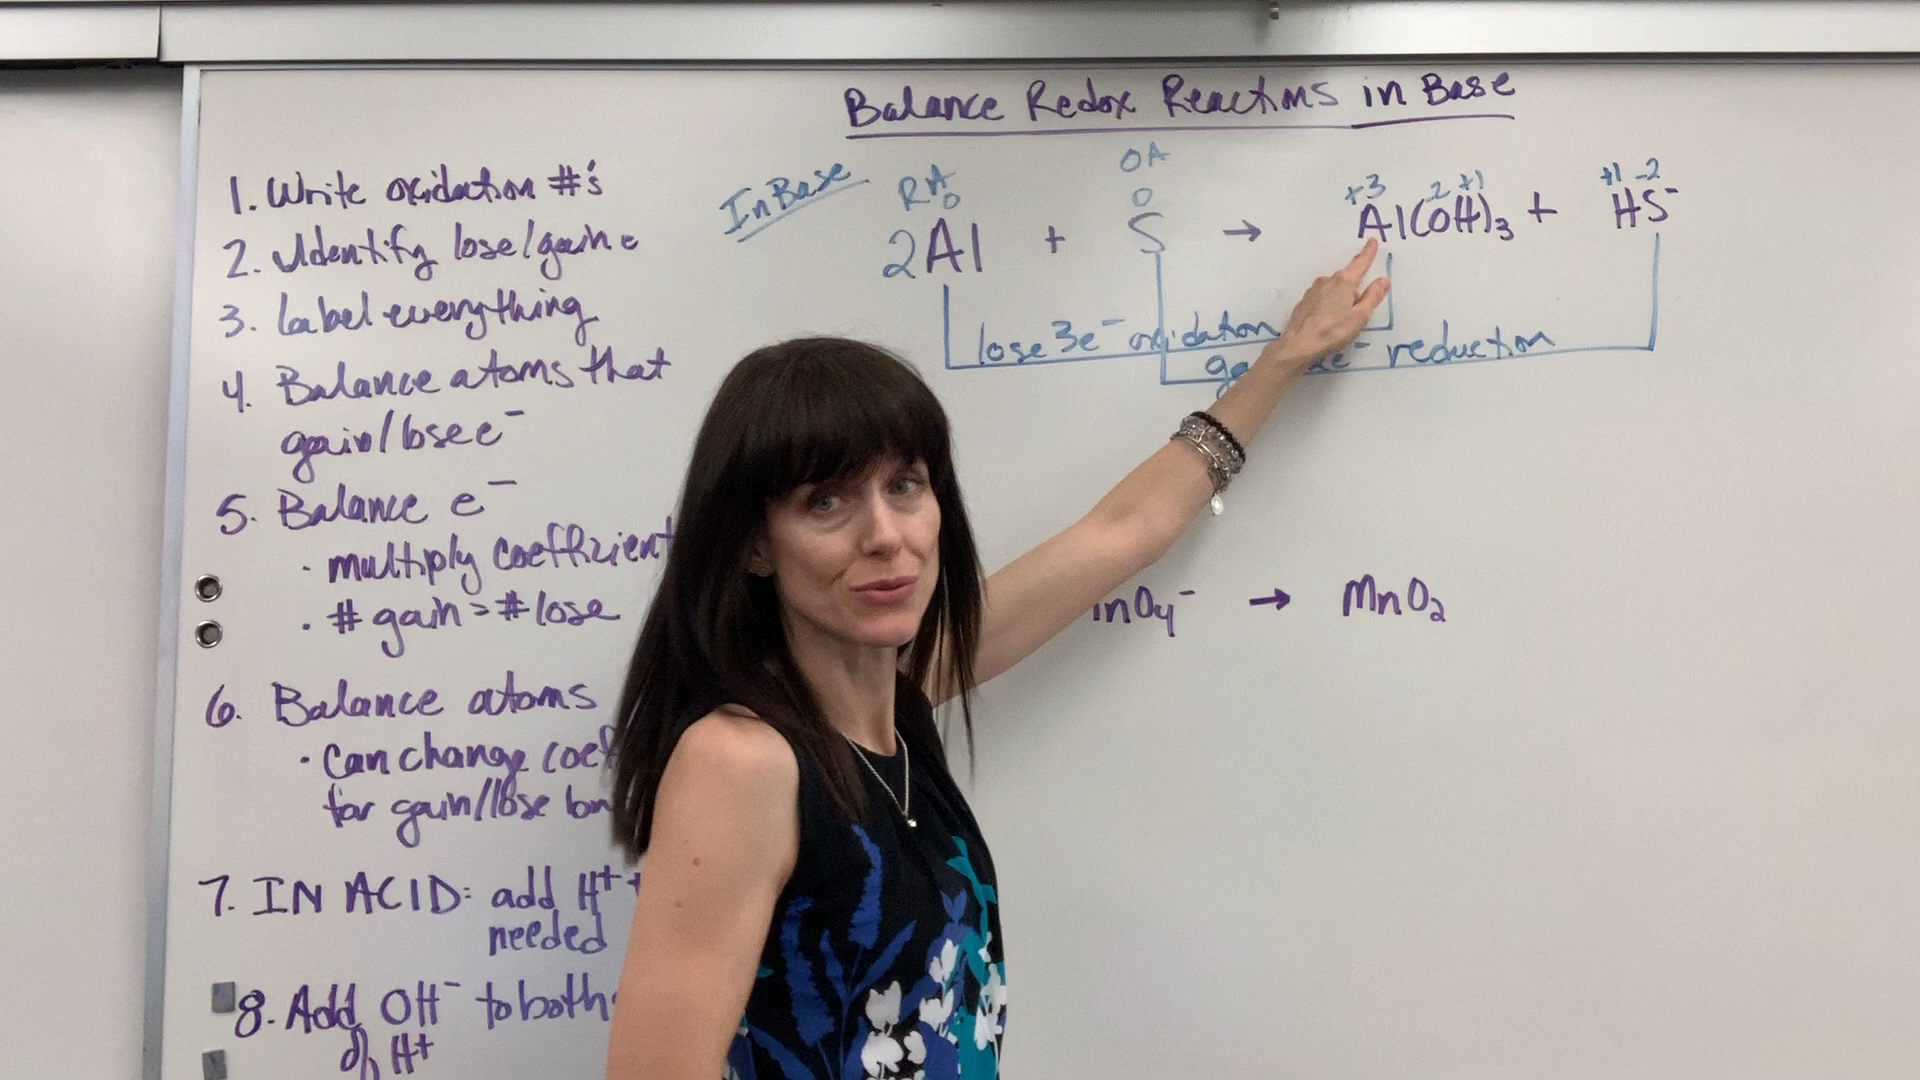 Balance Redox Reactions in Base
1. Write oxidation #'s
2. Identify lose/gain e
3. Label everything
4. Balance atoms that
gain/lose e⁻
5. Balance e⁻
· multiply coefficient
· # gain = # lose
6. Balance atoms
· Can change coef
for gain/lose
7. IN ACID: add H⁺ +
needed
8. Add OH⁻ to both
H⁺
In Base
RA OA
0 0 +3 -2 +1 +1 -2
2Al + S → Al(OH)₃ + HS⁻
lose 3e⁻ oxidation
e⁻ reduction
nO₄⁻ → MnO₂